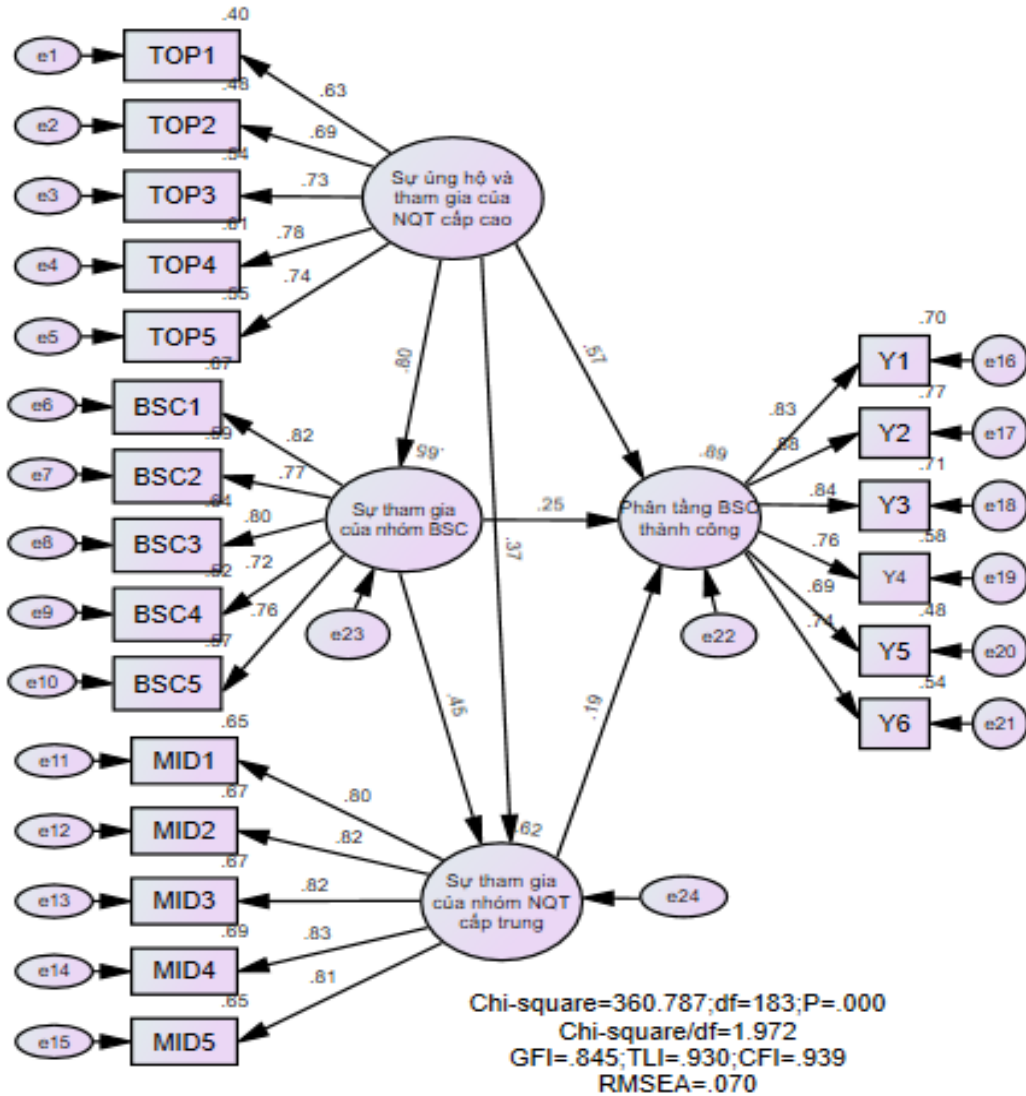 .40
e1
TOP1
.63
.48
e2
TOP2
.69
.54
e3
TOP3
.73
.61
e4
TOP4
.78
.55
e5
TOP5
.74
Sự ủng hộ và
tham gia của
NQT cấp cao
.67
e6
BSC1
.82
.59
e7
BSC2
.77
.64
e8
BSC3
.80
e9
BSC4
.72
e10
BSC5
.76
.80
.65
Sự tham gia
của nhóm BSC
e23
.57
.25
.37
.45
.19
.89
Phân tầng BSC
thành công
e22
.70
Y1
e16
.83
.77
Y2
e17
.88
.71
Y3
e18
.84
.58
Y4
e19
.76
.48
Y5
e20
.69
.54
Y6
e21
.74
.65
e11
MID1
.80
.67
e12
MID2
.82
.67
e13
MID3
.82
.69
e14
MID4
.83
.65
e15
MID5
.81
.62
Sự tham gia
của nhóm NQT
cấp trung
e24
Chi-square=360.787;df=183;P=.000
Chi-square/df=1.972
GFI=.845;TLI=.930;CFI=.939
RMSEA=.070